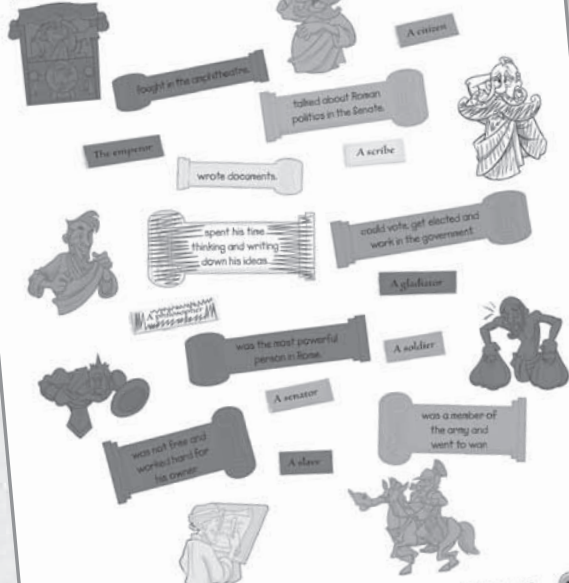 A citizen
fought in the amphitheatre.
talked about Roman
politics in the Senate.
The emperor
A scribe
wrote documents.
spent his time
thinking and writing
down his ideas.
could vote, get elected and
work in the government.
A gladiator
A philosopher
was the most powerful
person in Rome.
A soldier
A senator
was a member of
the army and
went to war.
was not free and
worked hard for
his owner.
A slave